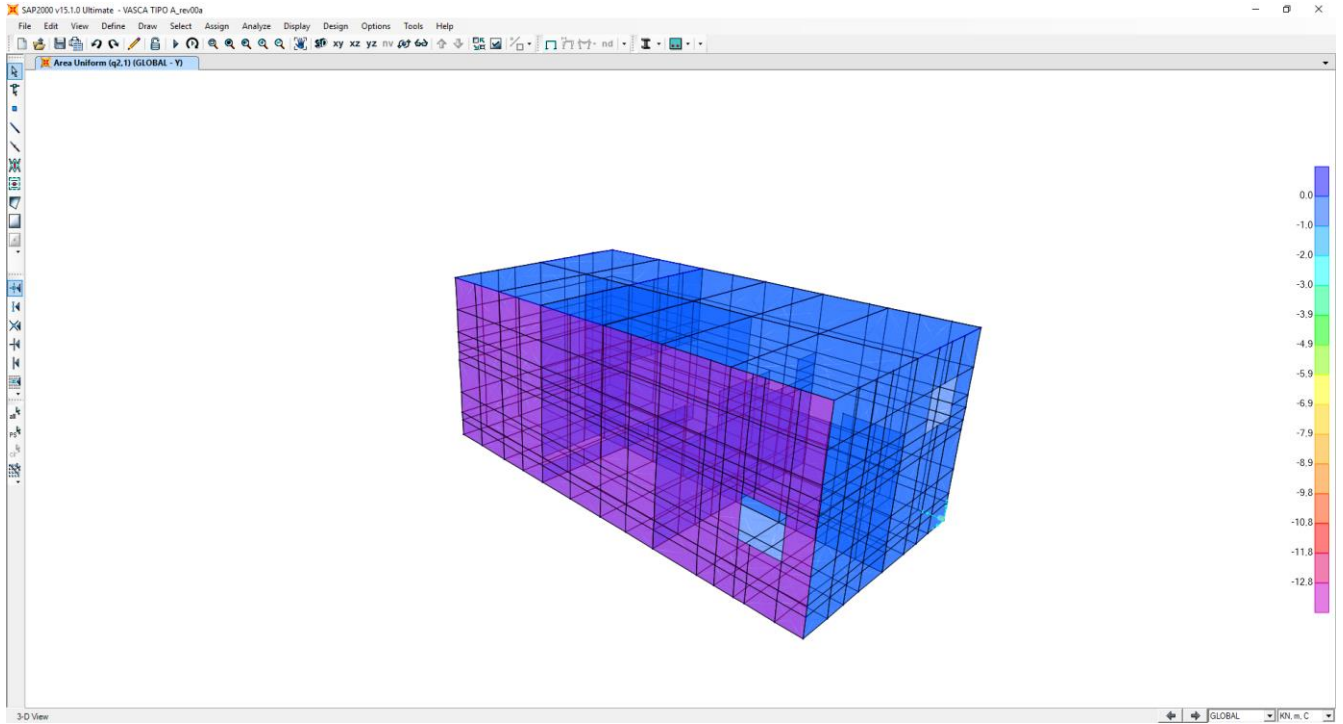 SAP2000 v15.1.0 Ultimate - VASCA TIPO A_rev00a
File Edit View Define Draw Select Assign Analyze Display Design Options Tools Help
xy xz yz nv nd
Area Uniform (q2,1) (GLOBAL - Y)
0.0
-1.0
-2.0
-3.0
-3.9
-4.9
-5.9
-6.9
-7.9
-8.9
-9.8
-10.8
-11.8
-12.8
3-D View
GLOBAL
KN, m, C